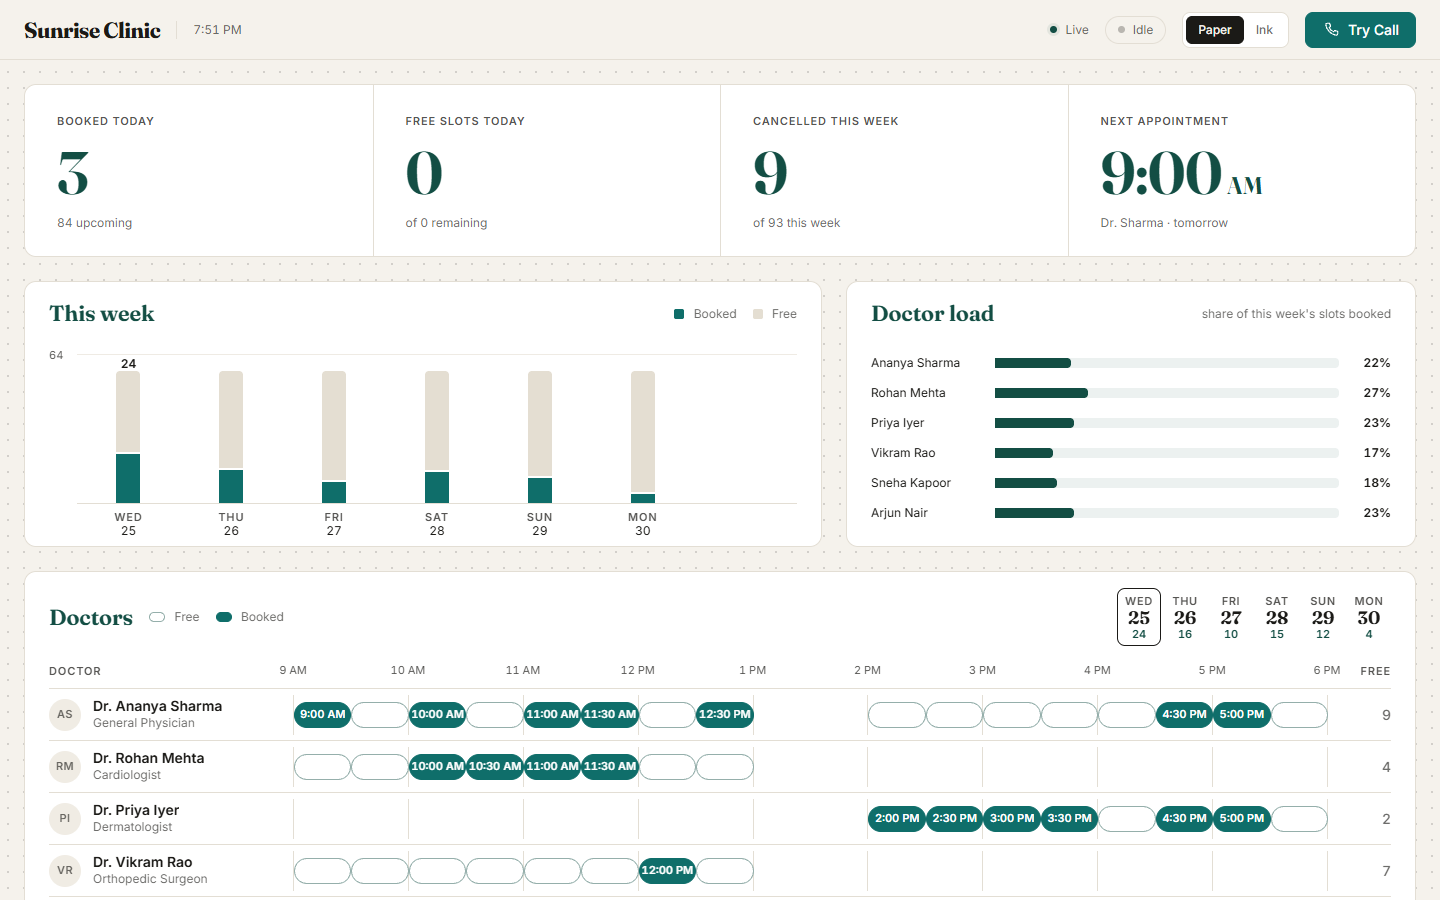 Sunrise Clinic 7:51 PM Live Idle Paper Ink Try Call
BOOKED TODAY FREE SLOTS TODAY CANCELLED THIS WEEK NEXT APPOINTMENT
3 0 9 9:00 AM
84 upcoming of 0 remaining of 93 this week Dr. Sharma · tomorrow
This week Booked Free
64
24
WED THU FRI SAT SUN MON
25 26 27 28 29 30
Doctor load share of this week's slots booked
Ananya Sharma 22%
Rohan Mehta 27%
Priya Iyer 23%
Vikram Rao 17%
Sneha Kapoor 18%
Arjun Nair 23%
Doctors Free Booked
WED THU FRI SAT SUN MON
25 26 27 28 29 30
24 16 10 15 12 4
DOCTOR 9 AM 10 AM 11 AM 12 PM 1 PM 2 PM 3 PM 4 PM 5 PM 6 PM FREE
AS Dr. Ananya Sharma 9:00 AM 10:00 AM 11:00 AM 11:30 AM 12:30 PM 4:30 PM 5:00 PM 9
General Physician
RM Dr. Rohan Mehta 10:00 AM 10:30 AM 11:00 AM 11:30 AM 4
Cardiologist
PI Dr. Priya Iyer 2:00 PM 2:30 PM 3:00 PM 3:30 PM 4:30 PM 5:00 PM 2
Dermatologist
VR Dr. Vikram Rao 12:00 PM 7
Orthopedic Surgeon